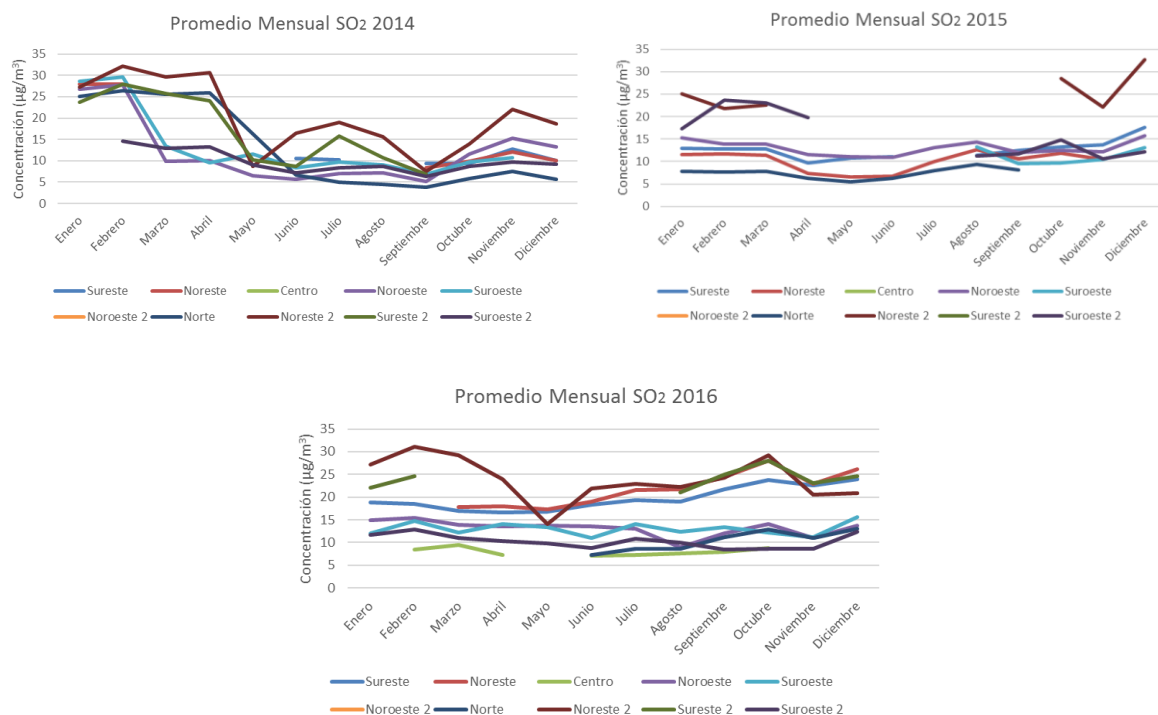 Promedio Mensual SO2 2014
Concentración (µg/m³)
35
30
25
20
15
10
5
0
Enero
Febrero
Marzo
Abril
Mayo
Junio
Julio
Agosto
Septiembre
Octubre
Noviembre
Diciembre
Sureste Noreste Centro Noroeste Suroeste
Noroeste 2 Norte Noreste 2 Sureste 2 Suroeste 2
Promedio Mensual SO2 2015
Concentración (µg/m³)
35
30
25
20
15
10
5
0
Enero
Febrero
Marzo
Abril
Mayo
Junio
Julio
Agosto
Septiembre
Octubre
Noviembre
Diciembre
Sureste Noreste Centro Noroeste Suroeste
Noroeste 2 Norte Noreste 2 Sureste 2 Suroeste 2
Promedio Mensual SO2 2016
Concentración (µg/m³)
35
30
25
20
15
10
5
0
Enero
Febrero
Marzo
Abril
Mayo
Junio
Julio
Agosto
Septiembre
Octubre
Noviembre
Diciembre
Sureste Noreste Centro Noroeste Suroeste
Noroeste 2 Norte Noreste 2 Sureste 2 Suroeste 2